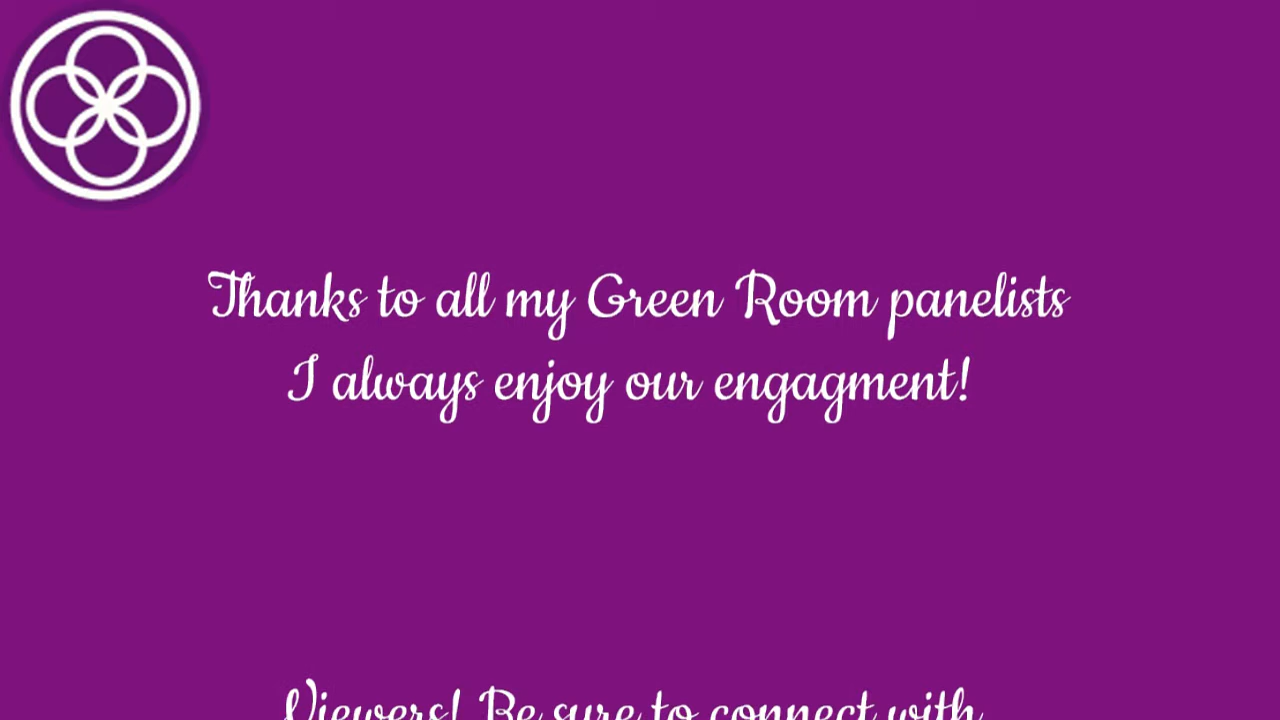 Thanks to all my Green Room panelists
I always enjoy our engagment!
Viewers! Be sure to connect with